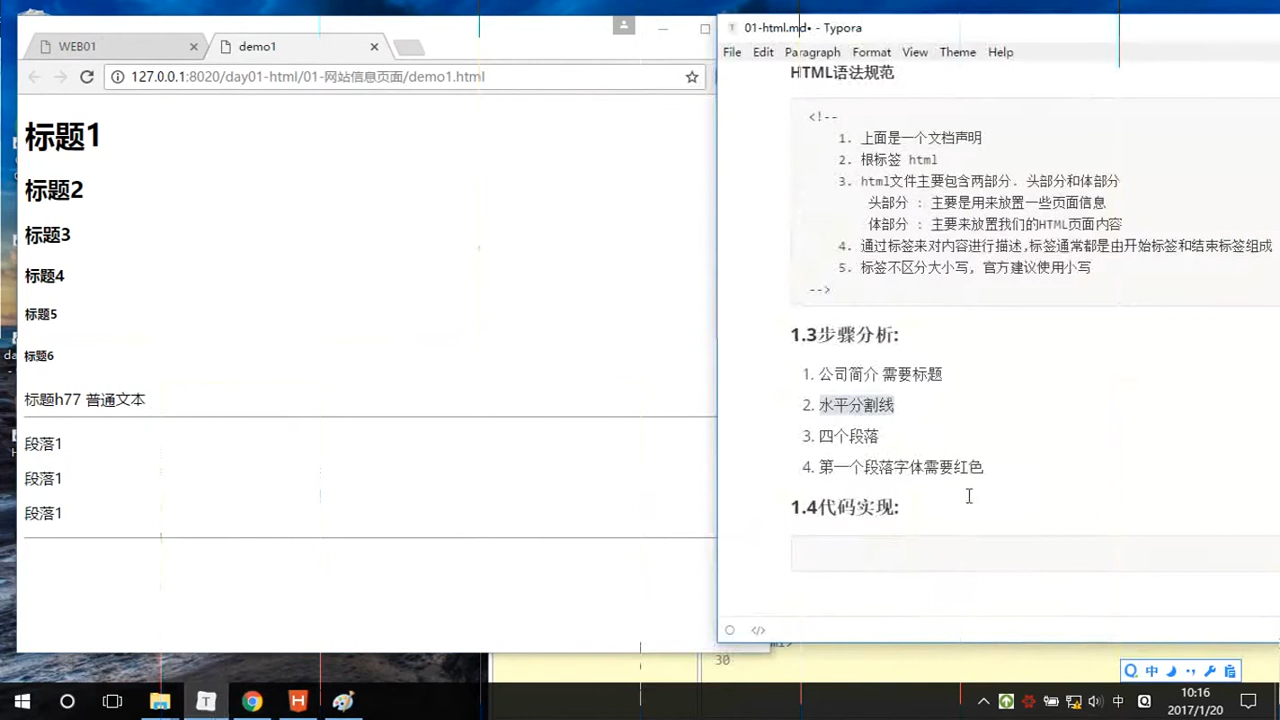 WEB01
demo1
127.0.0.1:8020/day01-html/01-网站信息页面/demo1.html
标题1
标题2
标题3
标题4
标题5
标题6
标题h77 普通文本
段落1
段落1
段落1
01-html.md• - Typora
File Edit Paragraph Format View Theme Help
HTML语法规范
<!--
1. 上面是一个文档声明
2. 根标签 html
3. html文件主要包含两部分. 头部分和体部分
头部分 : 主要是用来放置一些页面信息
体部分 : 主要来放置我们的HTML页面内容
4. 通过标签来对内容进行描述,标签通常都是由开始标签和结束标签组成
5. 标签不区分大小写, 官方建议使用小写
-->
1.3步骤分析:
1. 公司简介 需要标题
2. 水平分割线
3. 四个段落
4. 第一个段落字体需要红色
1.4代码实现:
</>
30
中
中
10:16
2017/1/20